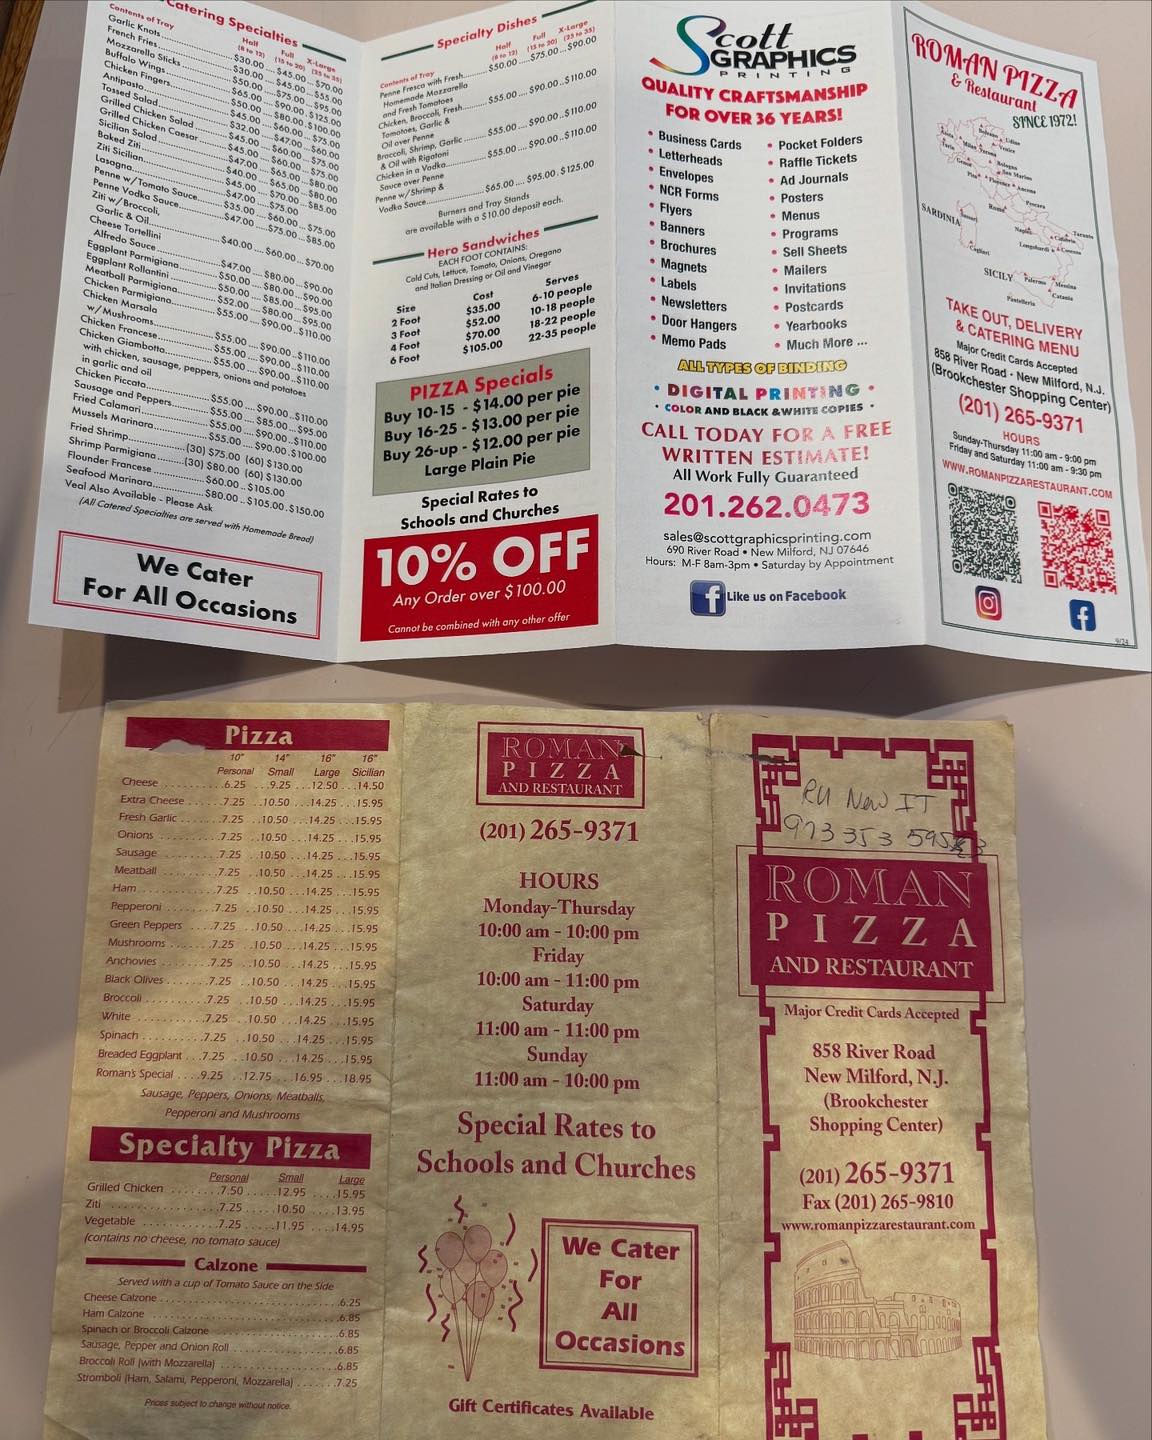 Catering Specialties
Contents of Tray
Half Full X-Large
(8 to 12) (15 to 20) (25 to 35)
Garlic Knots
French Fries
Mozzarella Sticks
Buffalo Wings
Chicken Fingers
Antipasto
Tossed Salad
Grilled Chicken Salad
Grilled Chicken Caesar
Sicilian Salad
Baked Ziti
Ziti Sicilian
Lasagna
Penne w/Tomato Sauce
Penne Vodka Sauce
Ziti w/Broccoli,
Garlic & Oil
Cheese Tortellini
Alfredo Sauce
Eggplant Parmigiana
Eggplant Rollantini
Meatball Parmigiana
Chicken Parmigiana
Chicken Marsala
w/Mushrooms
Chicken Francese
Chicken Giambotta
with chicken, sausage, peppers, onions and potatoes
in garlic and oil
Chicken Piccata
Sausage and Peppers
Fried Calamari
Mussels Marinara
Fried Shrimp (30) $75.00 (60) $130.00
Shrimp Parmigiana (30) $80.00 (60) $130.00
Flounder Francese $60.00...$105.00
Seafood Marinara $80.00...$105.00..$150.00
Veal Also Available - Please Ask
(All Catered Specialties are served with Homemade Bread)
We Cater
For All Occasions
Specialty Dishes
Half Full X-Large
(8 to 12) (15 to 20) (25 to 35)
Contents of Tray
Penne Fresca with Fresh $50.00 .... $75.00 ... $90.00
Homemade Mozzarella
and Fresh Tomatoes
Chicken, Broccoli, Fresh $55.00 .... $90.00 ... $110.00
Tomatoes, Garlic &
Oil over Penne
Broccoli, Shrimp, Garlic $55.00 .... $90.00 ... $110.00
& Oil with Rigatoni
Chicken in a Vodka $55.00 .... $90.00 ... $110.00
Sauce over Penne
Penne w/Shrimp & $65.00 .... $95.00 ... $125.00
Vodka Sauce
Burners and Tray Stands
are available with a $10.00 deposit each.
Hero Sandwiches
EACH FOOT CONTAINS:
Cold Cuts, Lettuce, Tomato, Onions, Oregano
and Italian Dressing or Oil and Vinegar
Size Cost Serves
2 Foot $35.00 6-10 people
3 Foot $52.00 10-18 people
4 Foot $70.00 18-22 people
6 Foot $105.00 22-35 people
PIZZA Specials
Buy 10-15 - $14.00 per pie
Buy 16-25 - $13.00 per pie
Buy 26-up - $12.00 per pie
Large Plain Pie
Special Rates to
Schools and Churches
10% OFF
Any Order over $100.00
Cannot be combined with any other offer
Scott
GRAPHICS
PRINTING
QUALITY CRAFTSMANSHIP
FOR OVER 36 YEARS!
• Business Cards
• Letterheads
• Envelopes
• NCR Forms
• Flyers
• Banners
• Brochures
• Magnets
• Labels
• Newsletters
• Door Hangers
• Memo Pads
• Pocket Folders
• Raffle Tickets
• Ad Journals
• Posters
• Menus
• Programs
• Sell Sheets
• Mailers
• Invitations
• Postcards
• Yearbooks
• Much More ...
ALL TYPES OF BINDING
• DIGITAL PRINTING •
• COLOR AND BLACK & WHITE COPIES •
CALL TODAY FOR A FREE
WRITTEN ESTIMATE!
All Work Fully Guaranteed
201.262.0473
sales@scottgraphicsprinting.com
690 River Road • New Milford, NJ 07646
Hours: M-F 8am-3pm • Saturday by Appointment
f Like us on Facebook
ROMAN PIZZA
& Restaurant
SINCE 1972!
SARDINIA
SICILY
TAKE OUT, DELIVERY
& CATERING MENU
Major Credit Cards Accepted
858 River Road • New Milford, N.J.
(Brookchester Shopping Center)
(201) 265-9371
HOURS
Sunday-Thursday 11:00 am - 9:00 pm
Friday and Saturday 11:00 am - 9:30 pm
WWW.ROMANPIZZARESTAURANT.COM
9/24
Pizza
10" 14" 16" 16"
Personal Small Large Sicilian
Cheese ..........6.25 ...9.25 ...12.50 ...14.50
Extra Cheese .....7.25 ..10.50 ...14.25 ...15.95
Fresh Garlic .....7.25 ..10.50 ...14.25 ...15.95
Onions ..........7.25 ..10.50 ...14.25 ...15.95
Sausage .........7.25 ..10.50 ...14.25 ...15.95
Meatball ........7.25 ..10.50 ...14.25 ...15.95
Ham .............7.25 ..10.50 ...14.25 ...15.95
Pepperoni .......7.25 ..10.50 ...14.25 ...15.95
Green Peppers ...7.25 ..10.50 ...14.25 ...15.95
Mushrooms .......7.25 ..10.50 ...14.25 ...15.95
Anchovies .......7.25 ..10.50 ...14.25 ...15.95
Black Olives ....7.25 ..10.50 ...14.25 ...15.95
Broccoli ........7.25 ..10.50 ...14.25 ...15.95
White ...........7.25 ..10.50 ...14.25 ...15.95
Spinach .........7.25 ..10.50 ...14.25 ...15.95
Breaded Eggplant ...7.25 ..10.50 ...14.25 ...15.95
Roman's Special ....9.25 ..12.75 ...16.95 ...18.95
Sausage, Peppers, Onions, Meatballs,
Pepperoni and Mushrooms
Specialty Pizza
Personal Small Large
Grilled Chicken ........7.50 ....12.95 ....15.95
Ziti ........7.25 ....10.50 ....13.95
Vegetable ........7.25 ....11.95 ....14.95
(contains no cheese, no tomato sauce)
Calzone
Served with a cup of Tomato Sauce on the Side
Cheese Calzone ........6.25
Ham Calzone ........6.85
Spinach or Broccoli Calzone ........6.85
Sausage, Pepper and Onion Roll ........6.85
Broccoli Roll (with Mozzarella) ........6.85
Stromboli (Ham, Salami, Pepperoni, Mozzarella) ....7.25
Prices subject to change without notice.
ROMAN
PIZZA
AND RESTAURANT
(201) 265-9371
HOURS
Monday-Thursday
10:00 am - 10:00 pm
Friday
10:00 am - 11:00 pm
Saturday
11:00 am - 11:00 pm
Sunday
11:00 am - 10:00 pm
Special Rates to
Schools and Churches
We Cater
For
All
Occasions
Gift Certificates Available
New IT
973 353
ROMAN
PIZZA
AND RESTAURANT
Major Credit Cards Accepted
858 River Road
New Milford, N.J.
(Brookchester
Shopping Center)
(201) 265-9371
Fax (201) 265-9810
www.romanpizzarestaurant.com